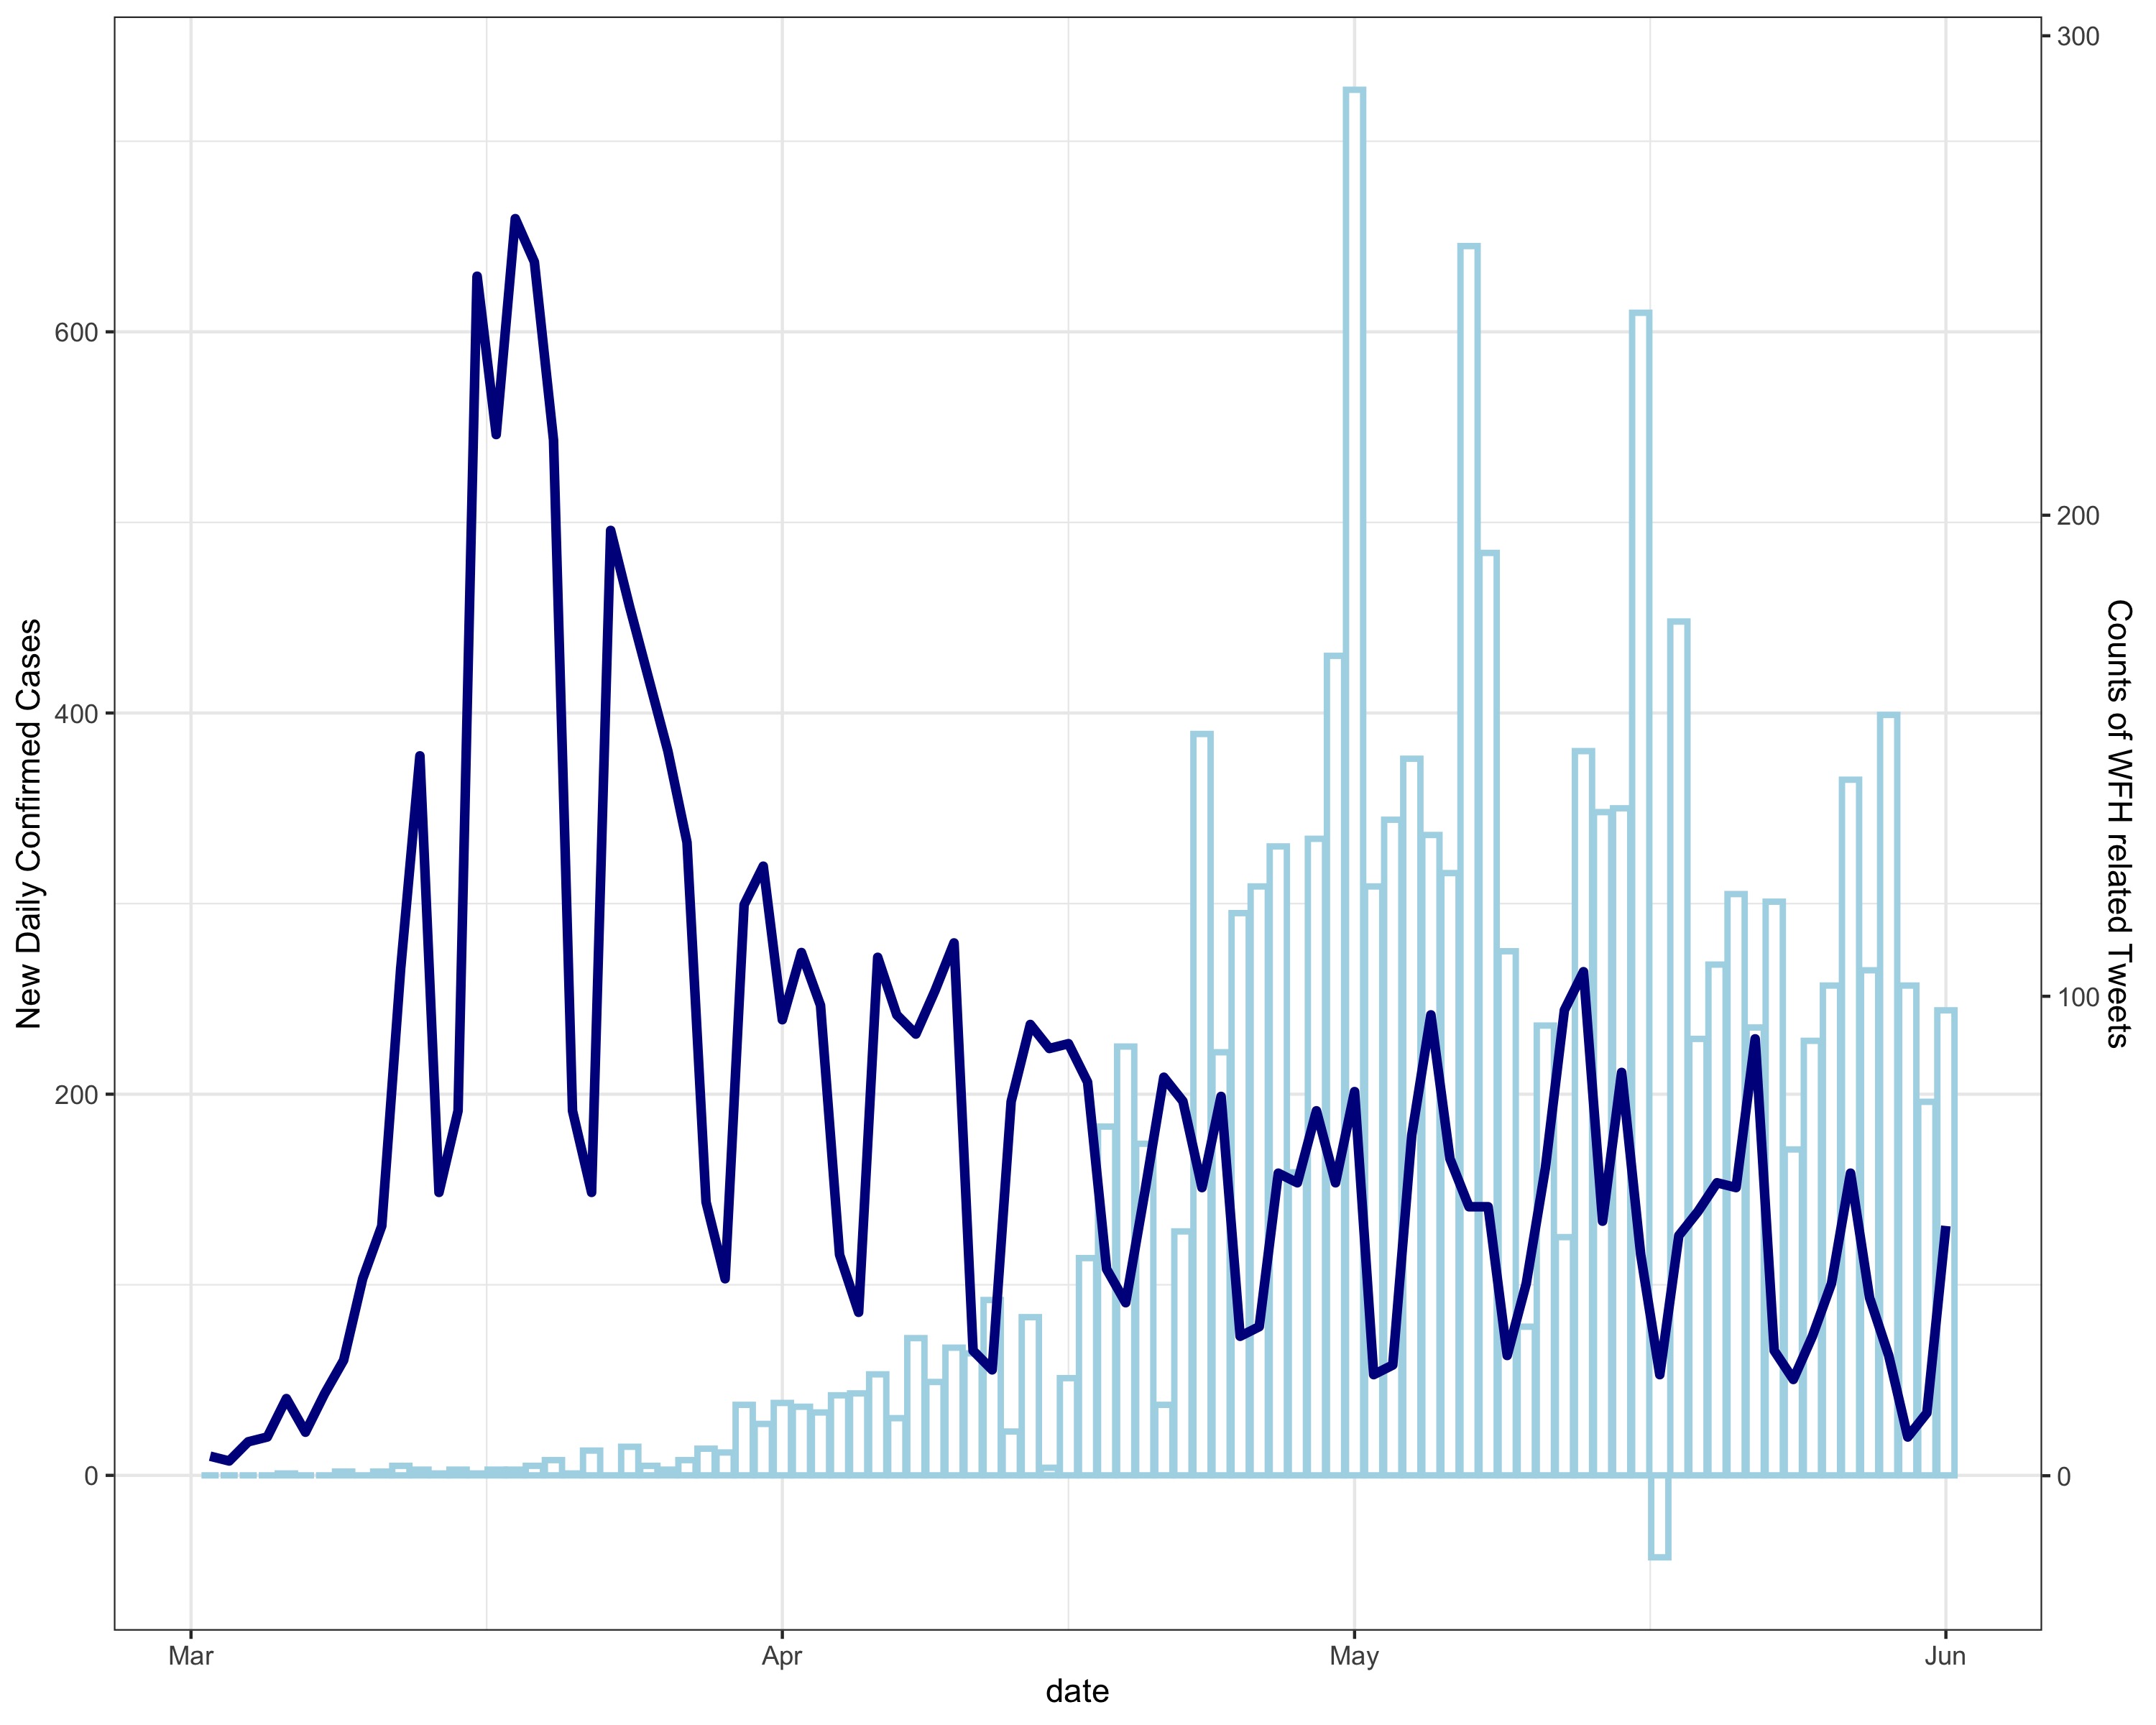 New Daily Confirmed Cases
600
400
200
0
300
200
100
0
Counts of WFH related Tweets
Mar
Apr
May
Jun
date